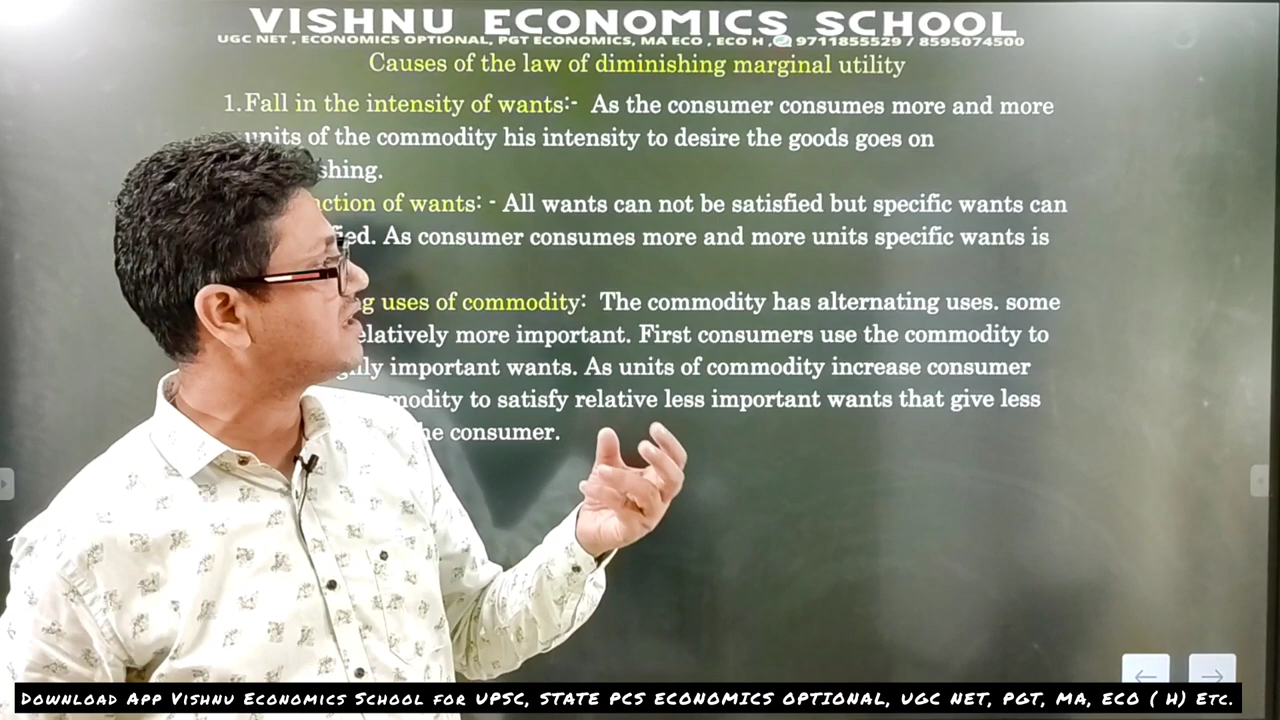 VISHNU ECONOMICS SCHOOL
UGC NET , ECONOMICS OPTIONAL, PGT ECONOMICS, MA ECO , ECO H , 9711855529 / 8595074500
Causes of the law of diminishing marginal utility
1. Fall in the intensity of wants:- As the consumer consumes more and more
units of the commodity his intensity to desire the goods goes on
shing.
ction of wants: - All wants can not be satisfied but specific wants can
ed. As consumer consumes more and more units specific wants is
g uses of commodity: The commodity has alternating uses. some
elatively more important. First consumers use the commodity to
important wants. As units of commodity increase consumer
modity to satisfy relative less important wants that give less
he consumer.
Download App Vishnu Economics School for UPSC, STATE PCS ECONOMICS OPTIONAL, UGC NET, PGT, MA, ECO ( H) Etc.